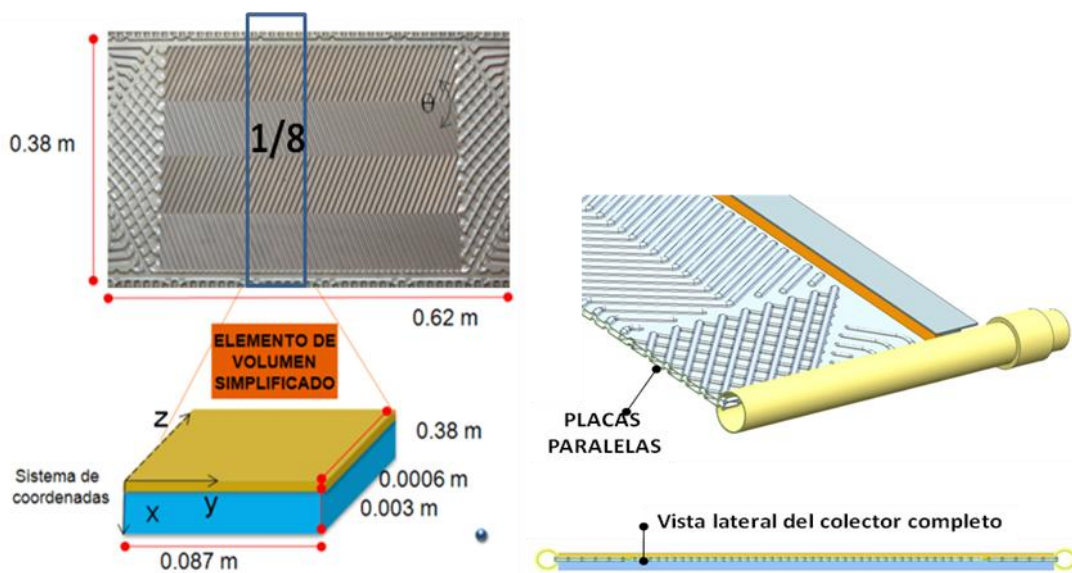 1/8
θ
0.38 m
0.62 m
ELEMENTO DE
VOLUMEN
SIMPLIFICADO
z
0.38 m
Sistema de
coordenadas
y
x
0.0006 m
0.003 m
0.087 m
PLACAS
PARALELAS
Vista lateral del colector completo